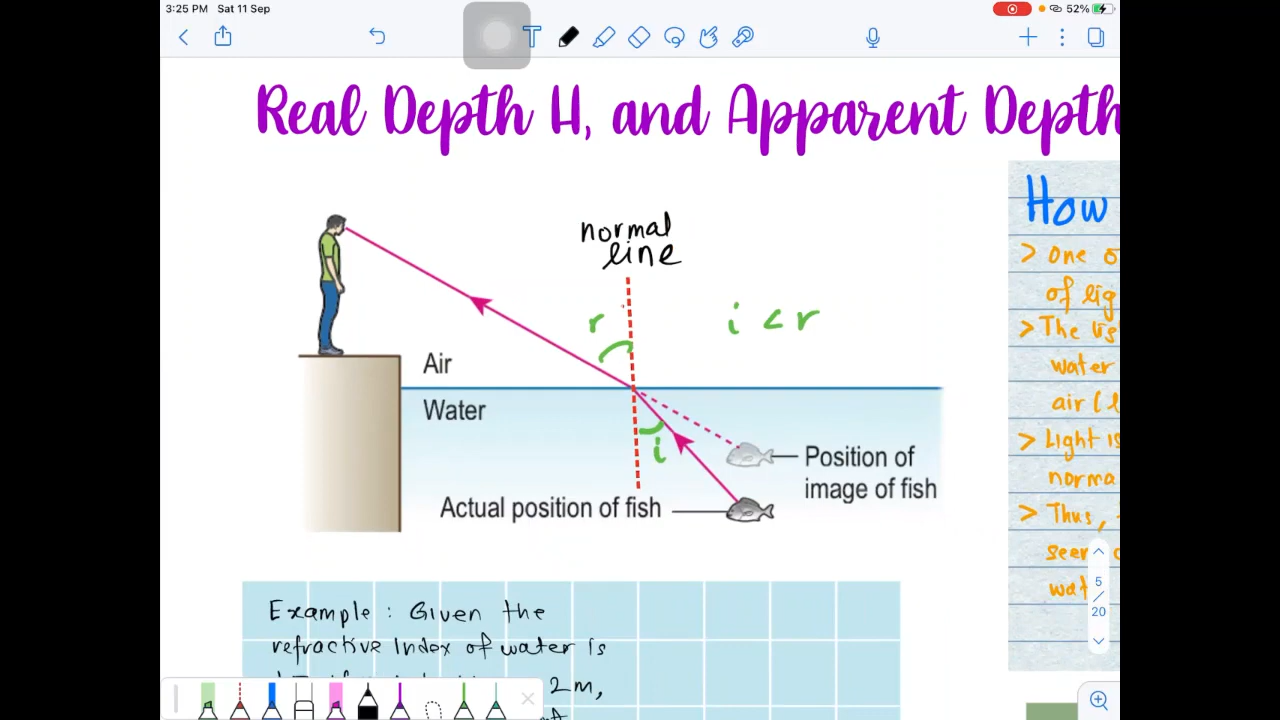 3:25 PM Sat 11 Sep
52%
T
Real Depth H, and Apparent Depth
normal
line
r
i < r
Air
Water
i
Position of
image of fish
Actual position of fish
How
> One
of lig
> The
water
air (
> Light is
norma
> Thus,
seen
wat
5
/
20
Example : Given the
refractive index of water is
2m,